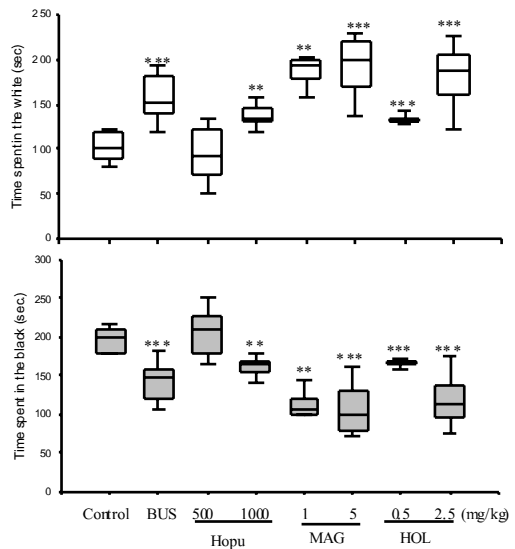 Time spent in the white (sec)
250
200
150
100
50
0
*** ** ** *** *** ***
Time spent in the black (sec.)
300
250
200
150
100
50
0
*** ** ** *** *** ***
Control BUS 500 1000 1 5 0.5 2.5 (mg/kg)
Hopu MAG HOL